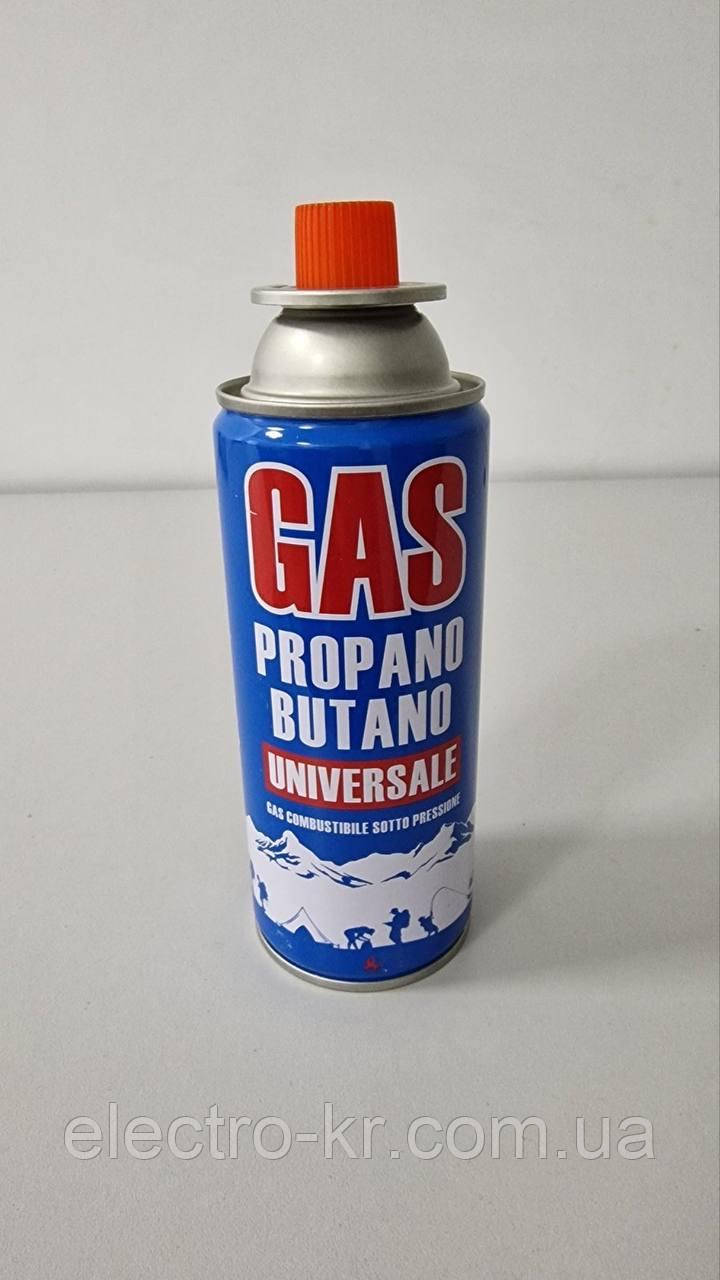 GAS
PROPANO
BUTANO
UNIVERSALE
GAS COMBUSTIBILE SOTTO PRESSIONE
electro-kr.com.ua